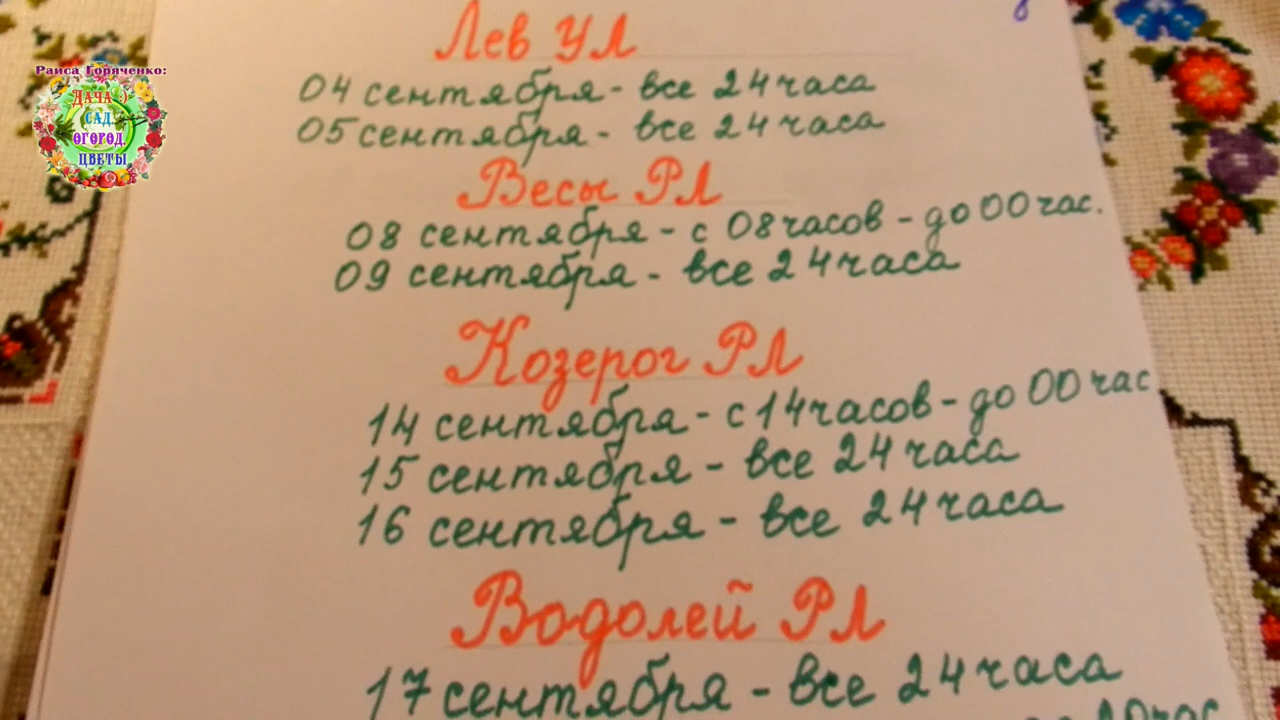 Раиса Горяченко:
Дача
сад,
огород,
цветы
Лев УЛ
04 сентября - все 24 часа
05 сентября - все 24 часа
Весы РЛ
08 сентября - с 08 часов - до 00 час.
09 сентября - все 24 часа
Козерог РЛ
14 сентября - с 14 часов - до 00 час
15 сентября - все 24 часа
16 сентября - все 24 часа
Водолей РЛ
17 сентября - все 24 часа